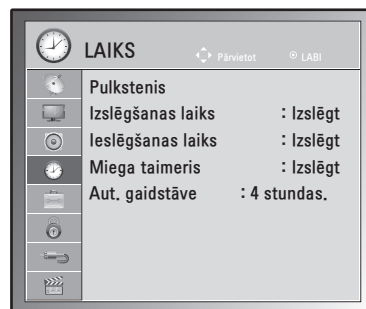 LAIKS
Pārvietot LABI
Pulkstenis
Izslēgšanas laiks : Izslēgt
Ieslēgšanas laiks : Izslēgt
Miega taimeris : Izslēgt
Aut. gaidstāve : 4 stundas.